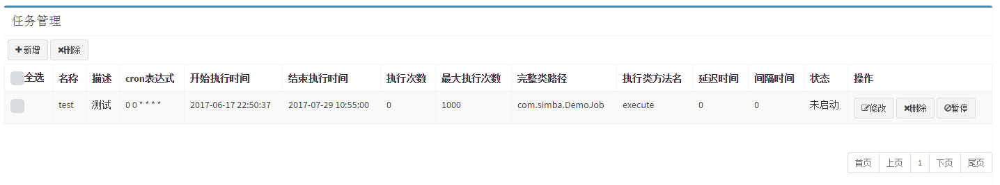 任务管理
新增 删除
全选 名称 描述 cron表达式 开始执行时间 结束执行时间 执行次数 最大执行次数 完整类路径 执行类方法名 延迟时间 间隔时间 状态 操作
test 测试 0 0 * * * * 2017-06-17 22:50:37 2017-07-29 10:55:00 0 1000 com.simba.DemoJob execute 0 0 未启动 修改 删除 暂停
首页 上页 1 下页 尾页